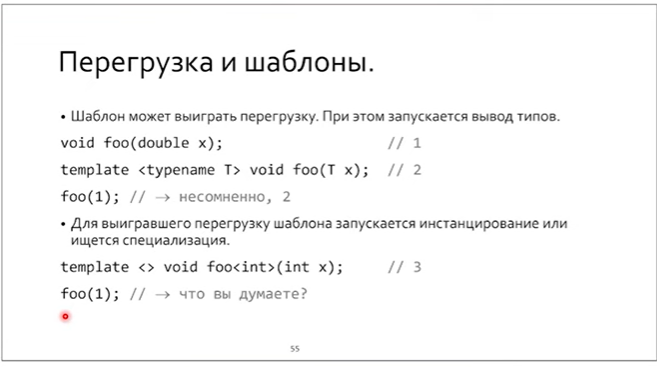 Перегрузка и шаблоны.
• Шаблон может выиграть перегрузку. При этом запускается вывод типов.
void foo(double x); // 1
template <typename T> void foo(T x); // 2
foo(1); // → несомненно, 2
• Для выигравшего перегрузку шаблона запускается инстанцирование или
ищется специализация.
template <> void foo<int>(int x); // 3
foo(1); // → что вы думаете?
55